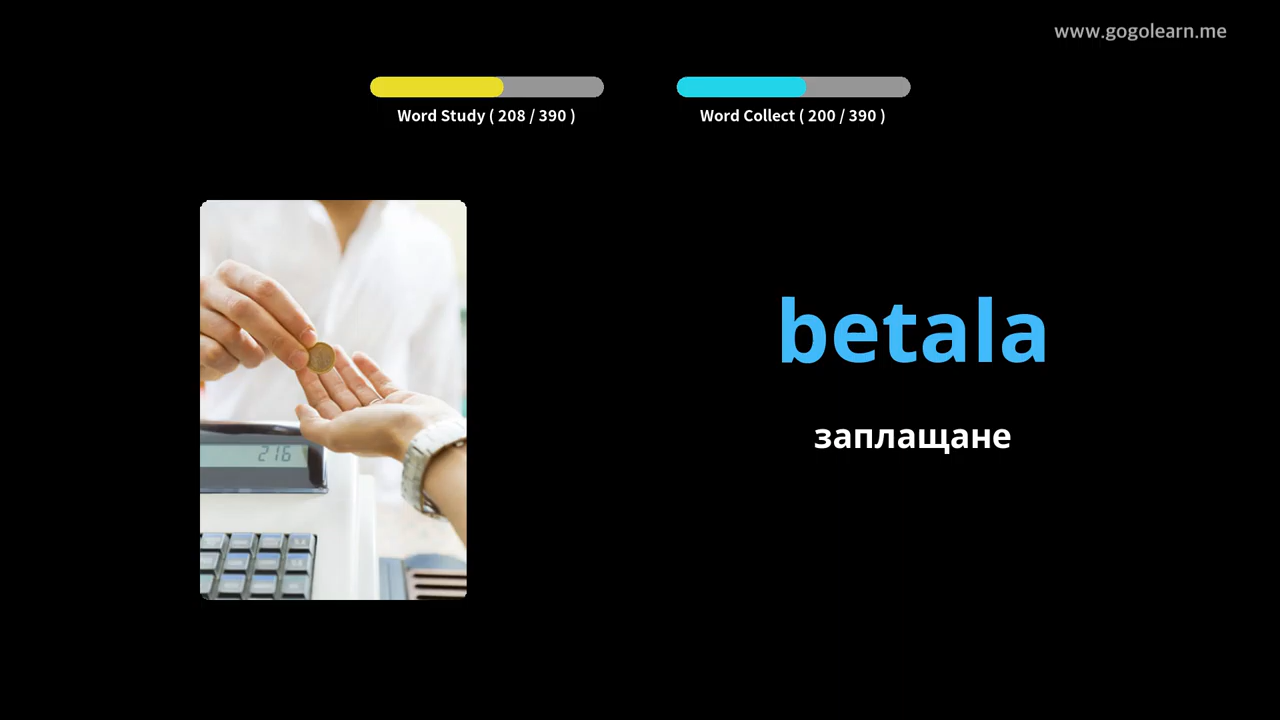 www.gogolearn.me
Word Study ( 208 / 390 )
Word Collect ( 200 / 390 )
216
betala
заплащане